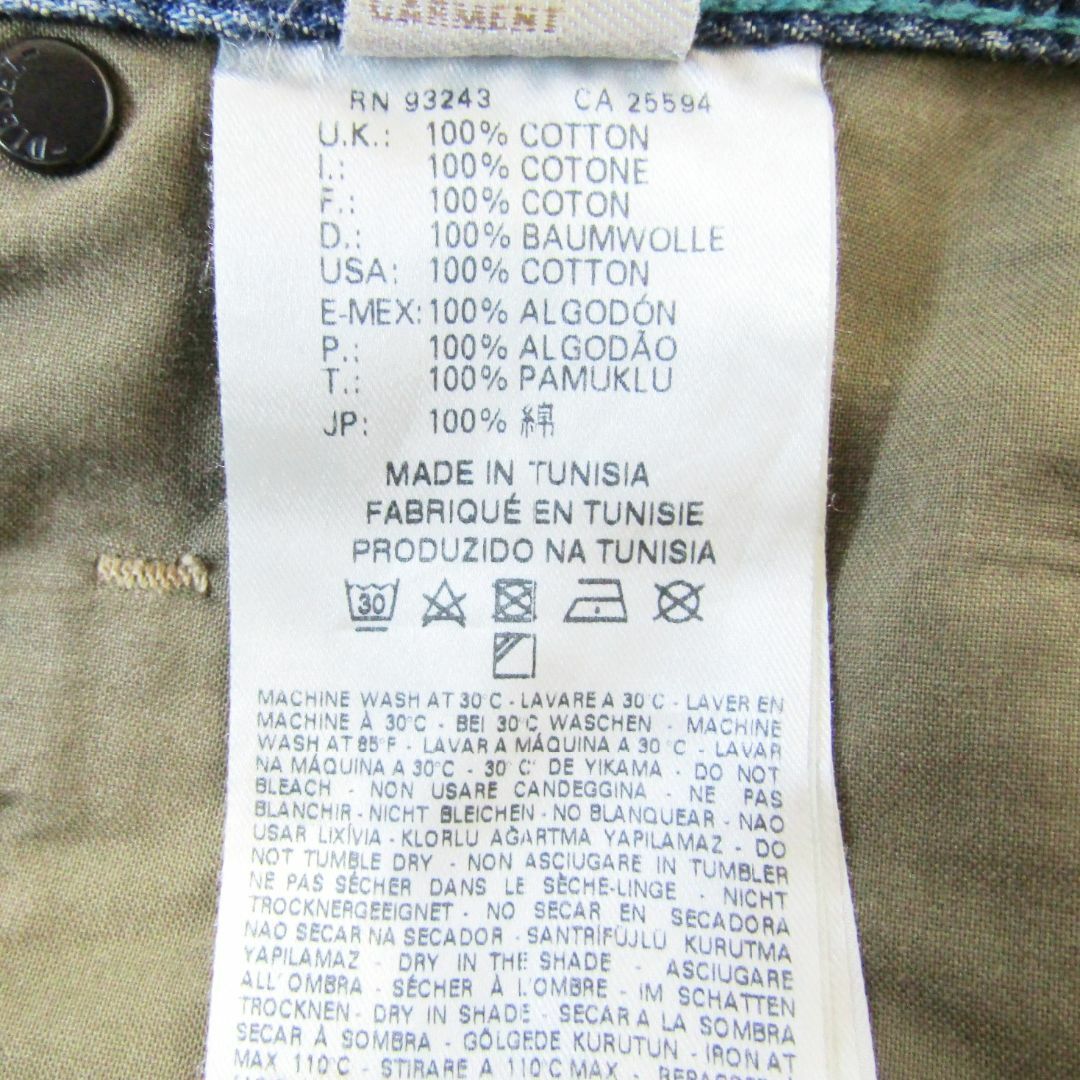 GARMENT
DIESEL
RN 93243 CA 25594
U.K.: 100% COTTON
I.: 100% COTONE
F.: 100% COTON
D.: 100% BAUMWOLLE
USA: 100% COTTON
E-MEX: 100% ALGODÓN
P.: 100% ALGODÃO
T.: 100% PAMUKLU
JP: 100% 綿
MADE IN TUNISIA
FABRIQUÉ EN TUNISIE
PRODUZIDO NA TUNISIA
30
MACHINE WASH AT 30°C - LAVARE A 30°C - LAVER EN
MACHINE À 30°C - BEI 30°C WASCHEN - MACHINE
WASH AT 85°F - LAVAR A MÁQUINA A 30°C - LAVAR
NA MÁQUINA A 30°C - 30°C' DE YIKAMA - DO NOT
BLEACH - NON USARE CANDEGGINA - NE PAS
BLANCHIR - NICHT BLEICHEN - NO BLANQUEAR - NAO
USAR LIXÍVIA - KLORLU AĞARTMA YAPILAMAZ - DO
NOT TUMBLE DRY - NON ASCIUGARE IN TUMBLER
NE PAS SÉCHER DANS LE SÈCHE-LINGE - NICHT
TROCKNERGEEIGNET - NO SECAR EN SECADORA
NAO SECAR NA SECADOR - SANTRİFÜJLÜ KURUTMA
YAPILAMAZ - DRY IN THE SHADE - ASCIUGARE
ALL'OMBRA - SÉCHER À L'OMBRE - IM SCHATTEN
TROCKNEN - DRY IN SHADE - SECAR A LA SOMBRA
SECAR À SOMBRA - GÖLGEDE KURUTUN - IRON AT
MAX 110°C - STIRARE A 110°C MAX -